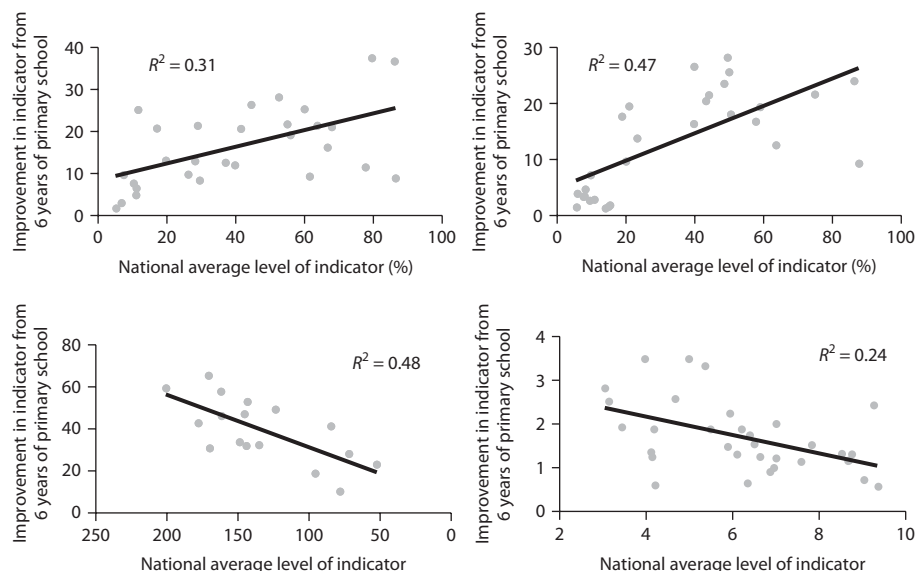 Improvement in indicator from
6 years of primary school
40
30
20
10
0
R² = 0.31
0 20 40 60 80 100
National average level of indicator (%)
Improvement in indicator from
6 years of primary school
30
20
10
0
R² = 0.47
0 20 40 60 80 100
National average level of indicator (%)
Improvement in indicator from
6 years of primary school
80
60
40
20
0
R² = 0.48
250 200 150 100 50 0
National average level of indicator
Improvement in indicator from
6 years of primary school
4
3
2
1
0
R² = 0.24
2 4 6 8 10
National average level of indicator